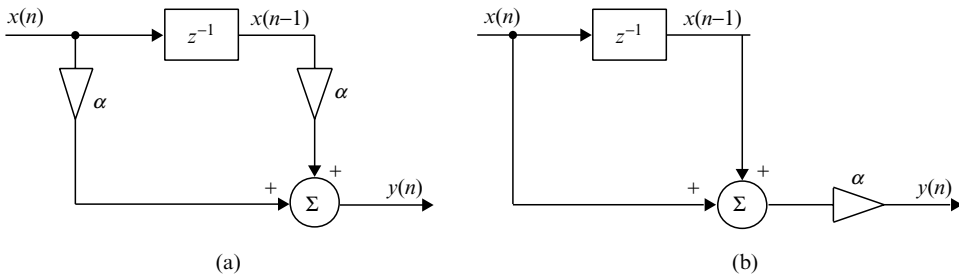 x(n)
z⁻¹
x(n−1)
α
α
+
+
Σ
y(n)
(a)
x(n)
z⁻¹
x(n−1)
+
+
Σ
α
y(n)
(b)